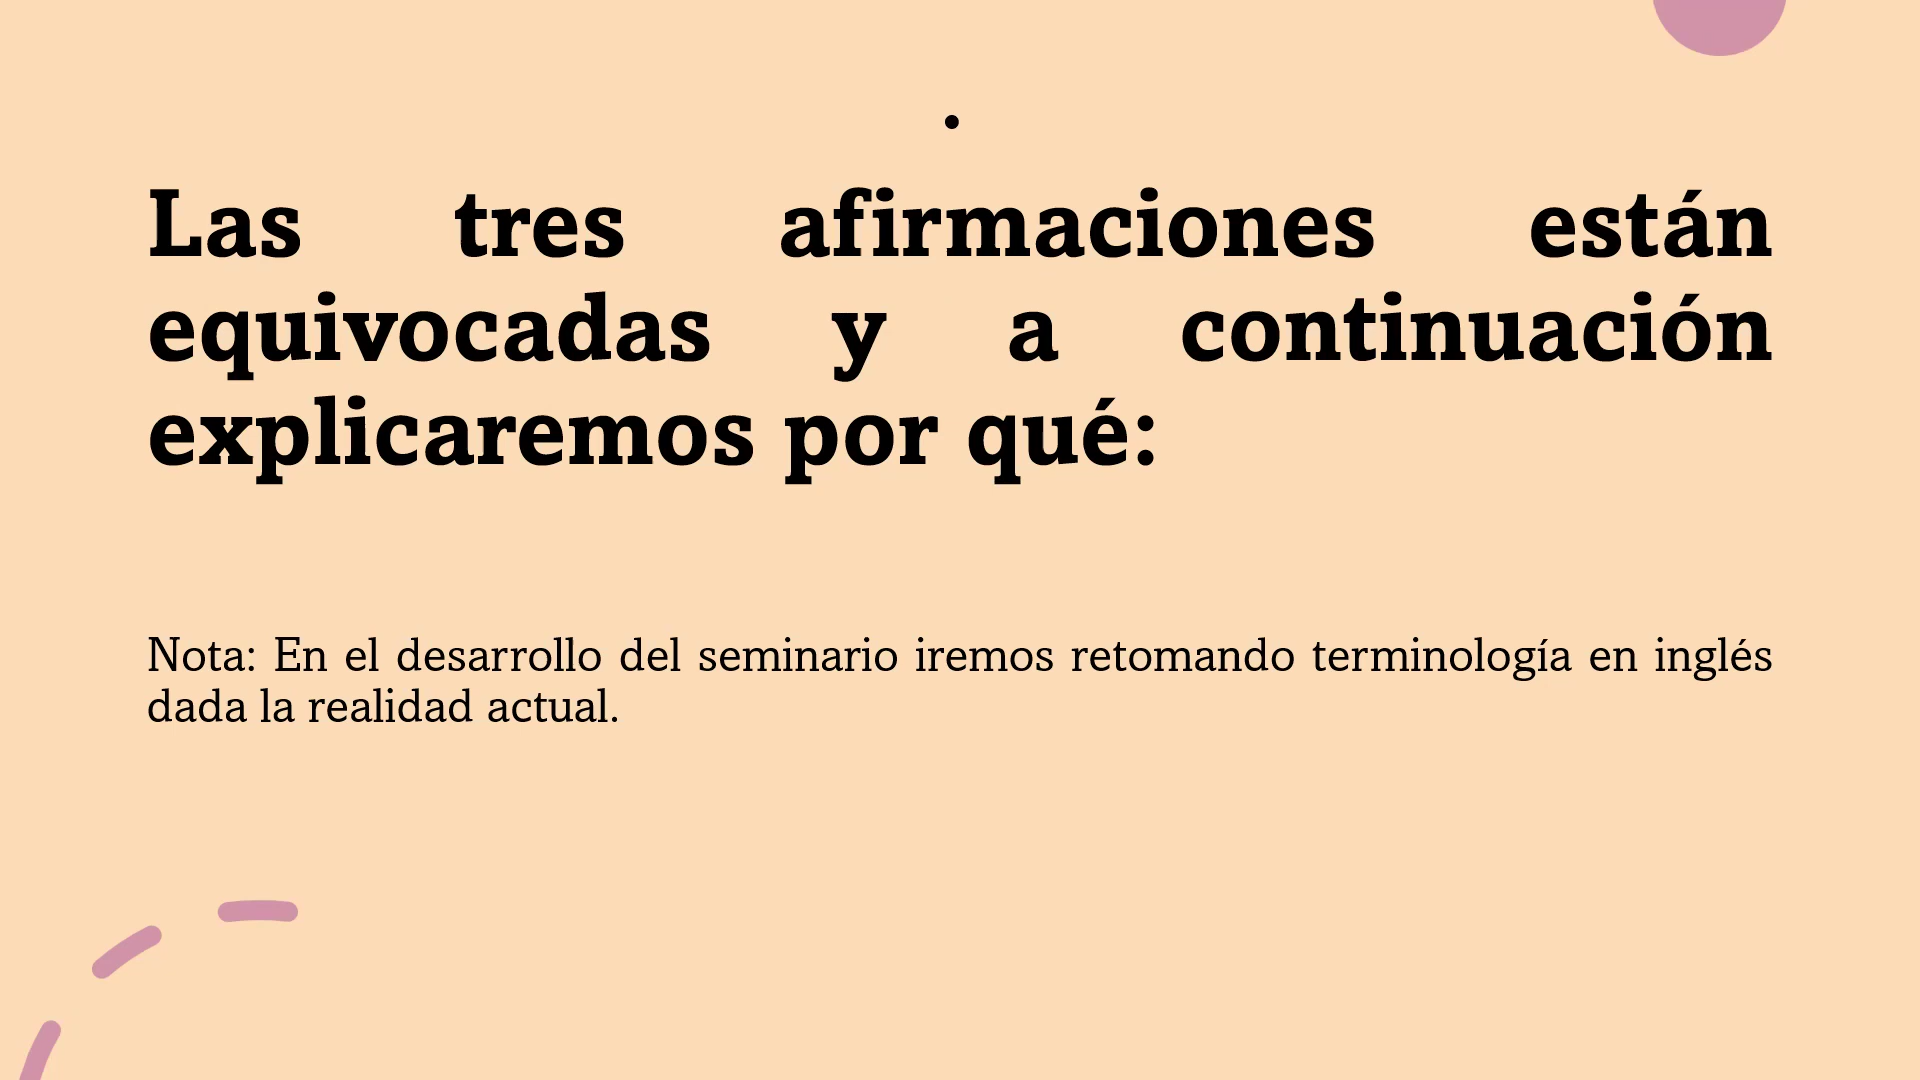 .
Las tres afirmaciones están
equivocadas y a continuación
explicaremos por qué:
Nota: En el desarrollo del seminario iremos retomando terminología en inglés
dada la realidad actual.